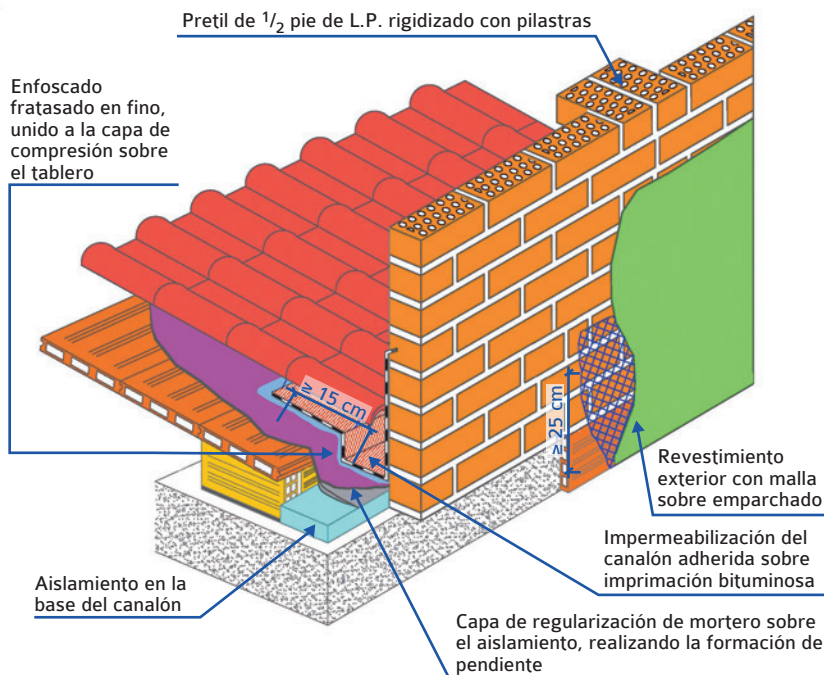 Pretil de 1/2 pie de L.P. rigidizado con pilastras
Enfoscado
fratasado en fino,
unido a la capa de
compresión sobre
el tablero
≥ 15 cm
≥ 25 cm
Revestimiento
exterior con malla
sobre emparchado
Impermeabilización del
canalón adherida sobre
imprimación bituminosa
Aislamiento en la
base del canalón
Capa de regularización de mortero sobre
el aislamiento, realizando la formación de
pendiente